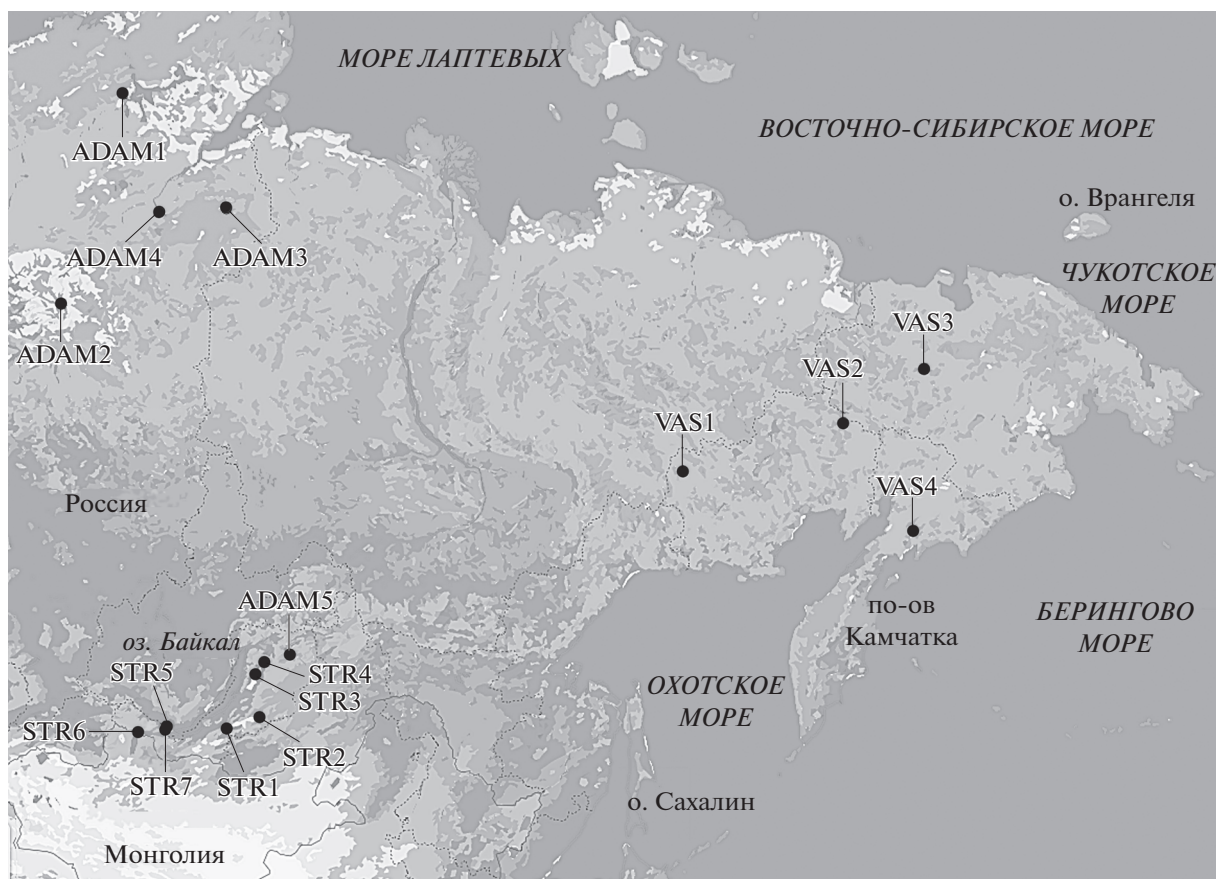 МОРЕ ЛАПТЕВЫХ
ВОСТОЧНО-СИБИРСКОЕ МОРЕ
ADAM1
о. Врангеля
ADAM4
ADAM3
ЧУКОТСКОЕ
МОРЕ
VAS3
ADAM2
VAS2
VAS1
VAS4
Россия
ADAM5
по-ов
Камчатка
БЕРИНГОВО
МОРЕ
оз. Байкал
STR5
STR4
STR3
ОХОТСКОЕ
МОРЕ
STR6
STR2
STR7
STR1
о. Сахалин
Монголия